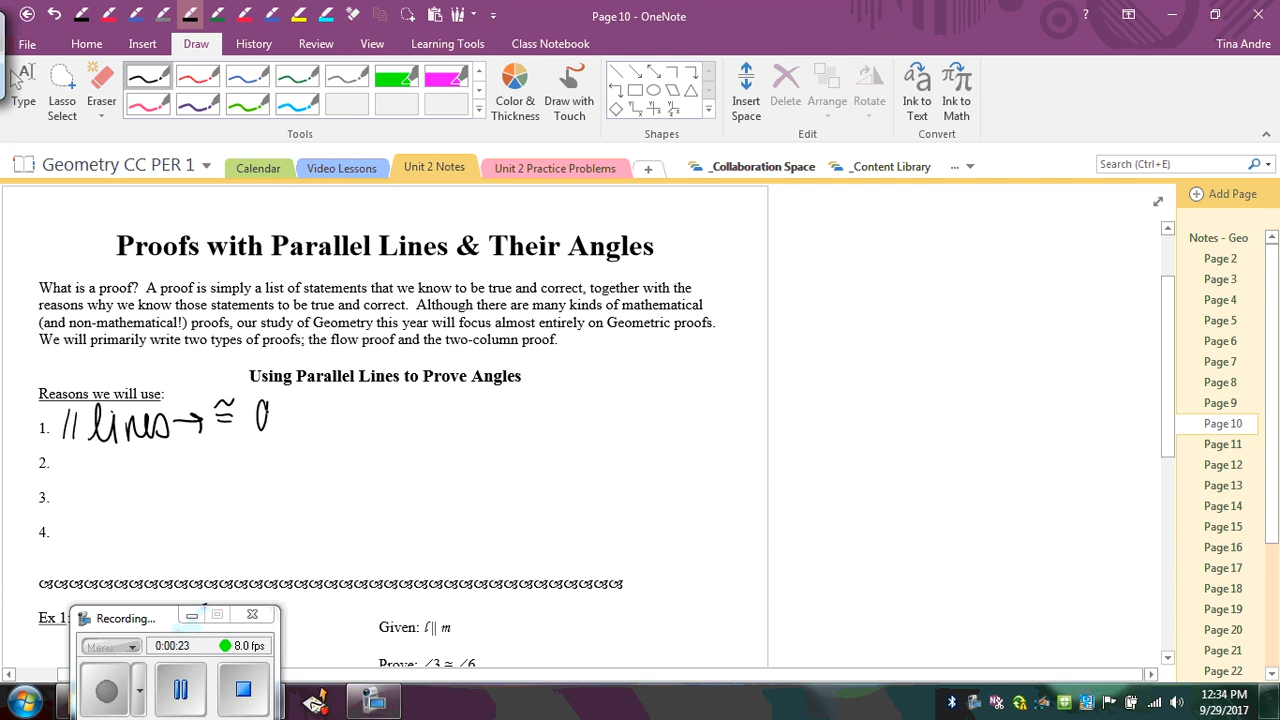 Page 10 - OneNote
File Home Insert Draw History Review View Learning Tools Class Notebook Tina Andre
Type Lasso Select Eraser Color & Thickness Draw with Touch Insert Space Delete Arrange Rotate Ink to Text Ink to Math
Tools Shapes Edit Convert
Geometry CC PER 1 Calendar Video Lessons Unit 2 Notes Unit 2 Practice Problems _Collaboration Space _Content Library ... Search (Ctrl+E)
Add Page
Notes - Geo
Page 2
Page 3
Page 4
Page 5
Page 6
Page 7
Page 8
Page 9
Page 10
Page 11
Page 12
Page 13
Page 14
Page 15
Page 16
Page 17
Page 18
Page 19
Page 20
Page 21
Page 22
Proofs with Parallel Lines & Their Angles
What is a proof? A proof is simply a list of statements that we know to be true and correct, together with the
reasons why we know those statements to be true and correct. Although there are many kinds of mathematical
(and non-mathematical!) proofs, our study of Geometry this year will focus almost entirely on Geometric proofs.
We will primarily write two types of proofs; the flow proof and the two-column proof.
Using Parallel Lines to Prove Angles
Reasons we will use:
1. // lines → ≅
2.
3.
4.
Ex 1:
Given: ℓ ∥ m
Prove: ∠3 ≅ ∠6
Recording...
Menu 0:00:23 8.0 fps
12:34 PM
9/29/2017